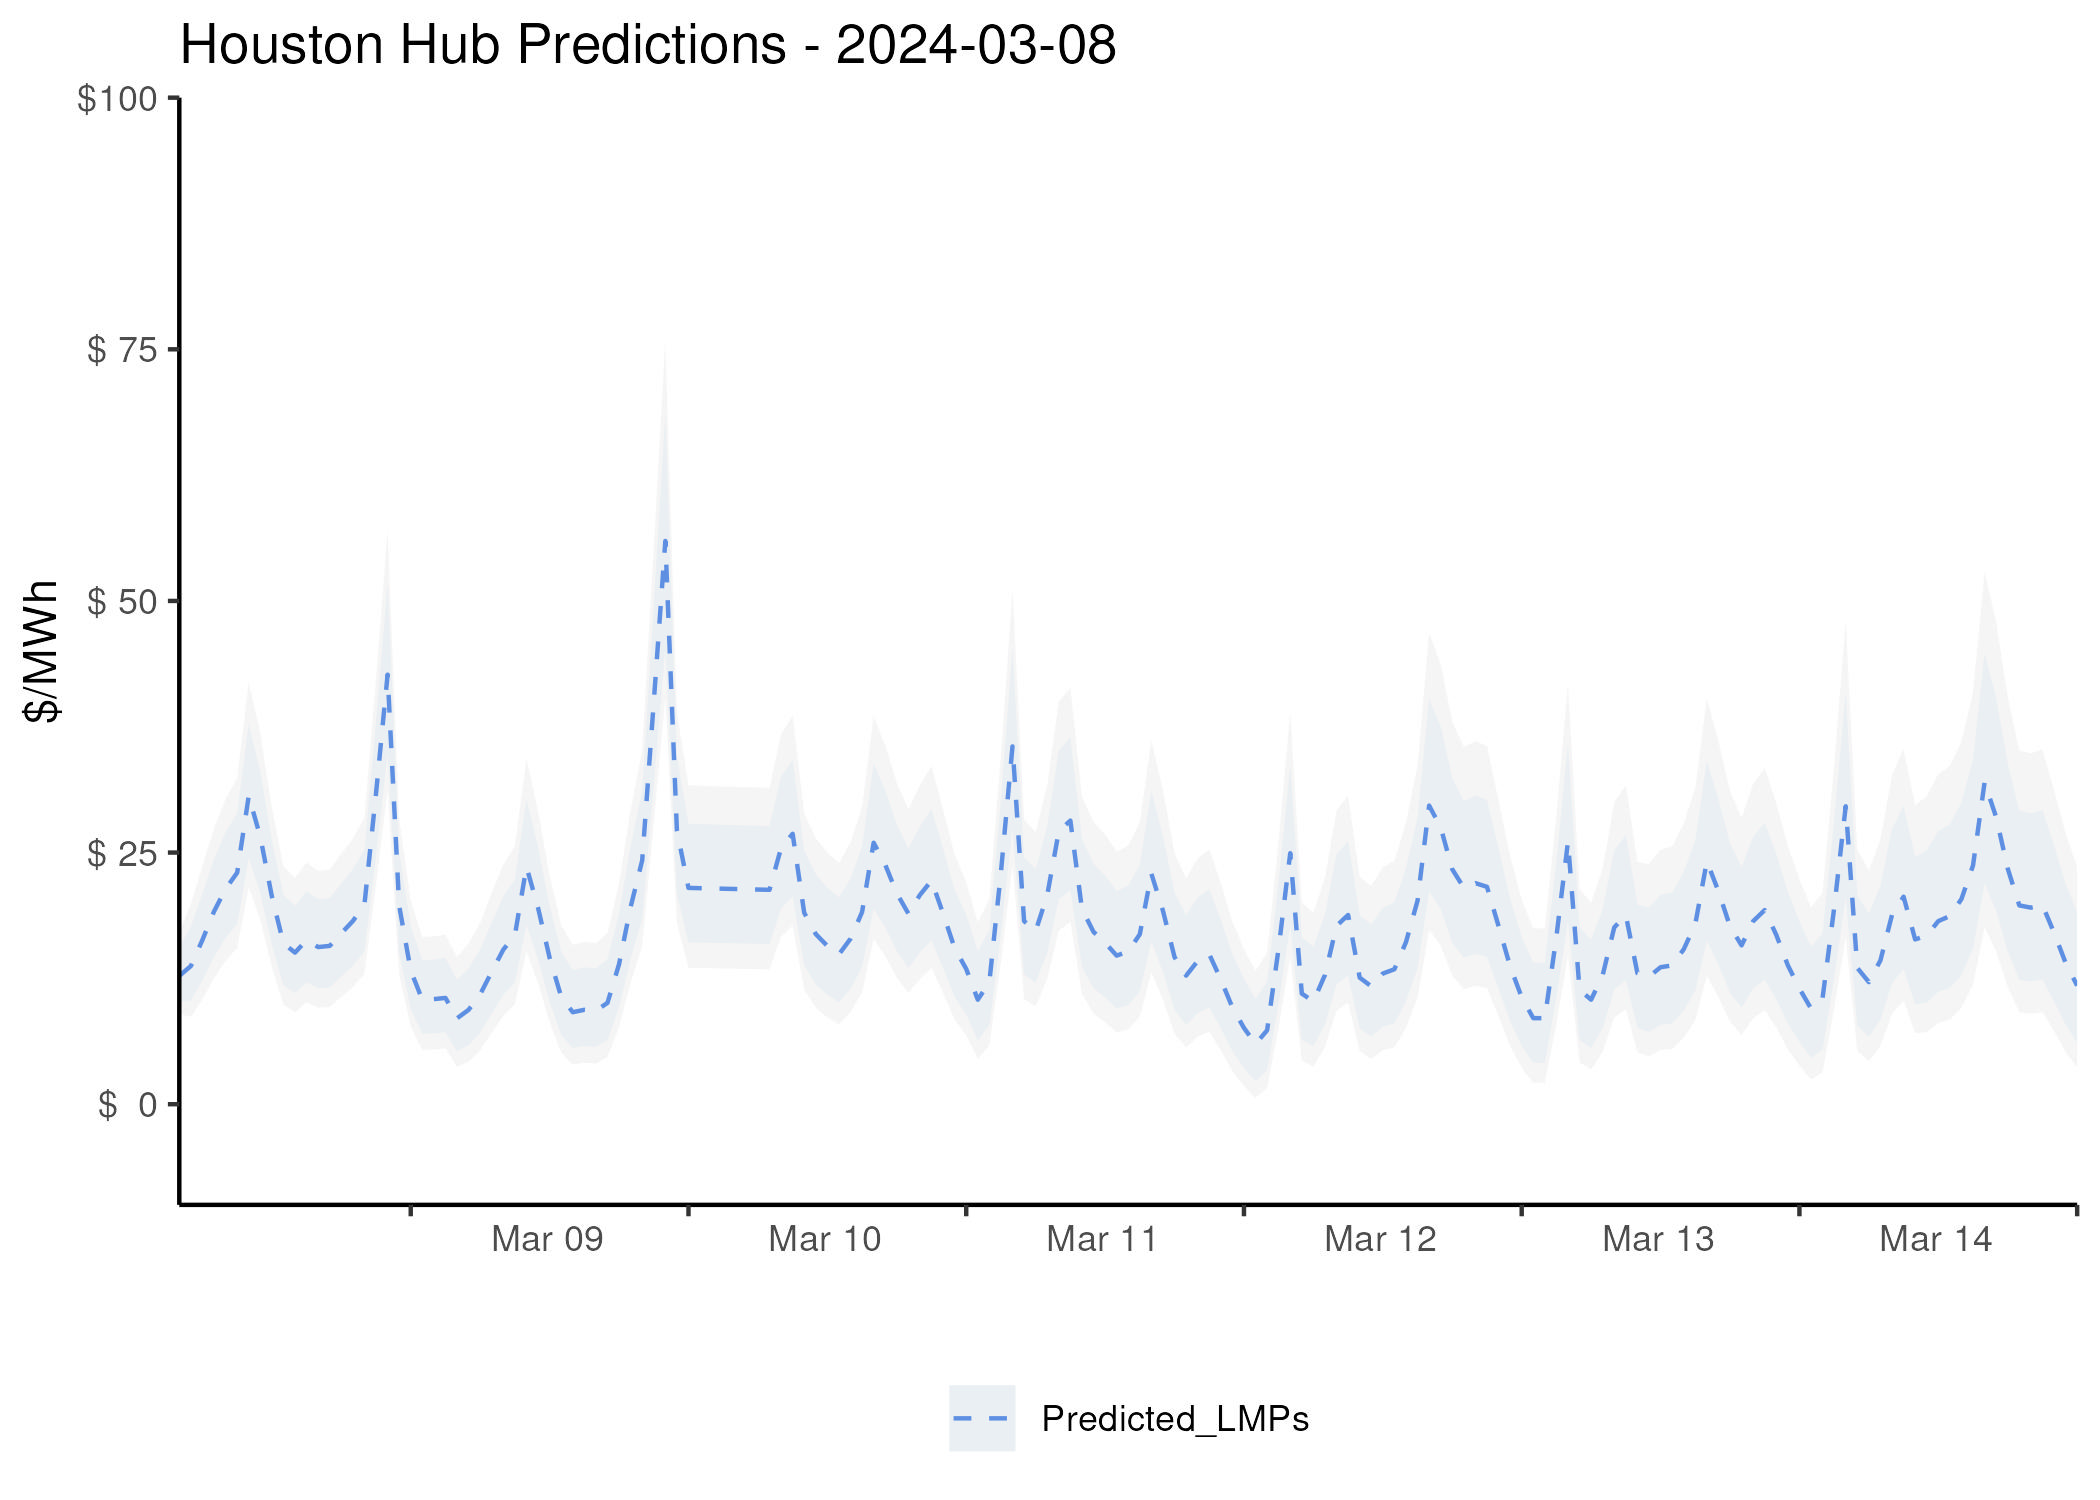 Houston Hub Predictions - 2024-03-08
$100
$ 75
$ 50
$ 25
$  0
$/MWh
Mar 09 Mar 10 Mar 11 Mar 12 Mar 13 Mar 14
Predicted_LMPs